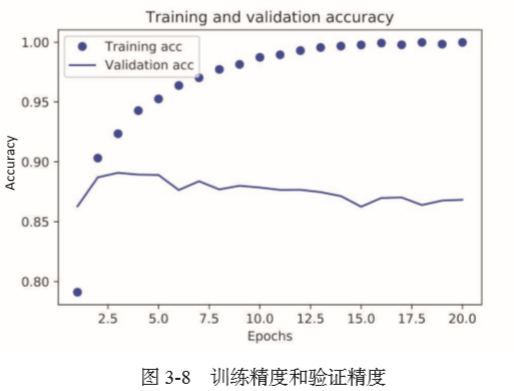 Training and validation accuracy
Training acc
Validation acc
Accuracy
1.00
0.95
0.90
0.85
0.80
2.5 5.0 7.5 10.0 12.5 15.0 17.5 20.0
Epochs
图 3-8 训练精度和验证精度